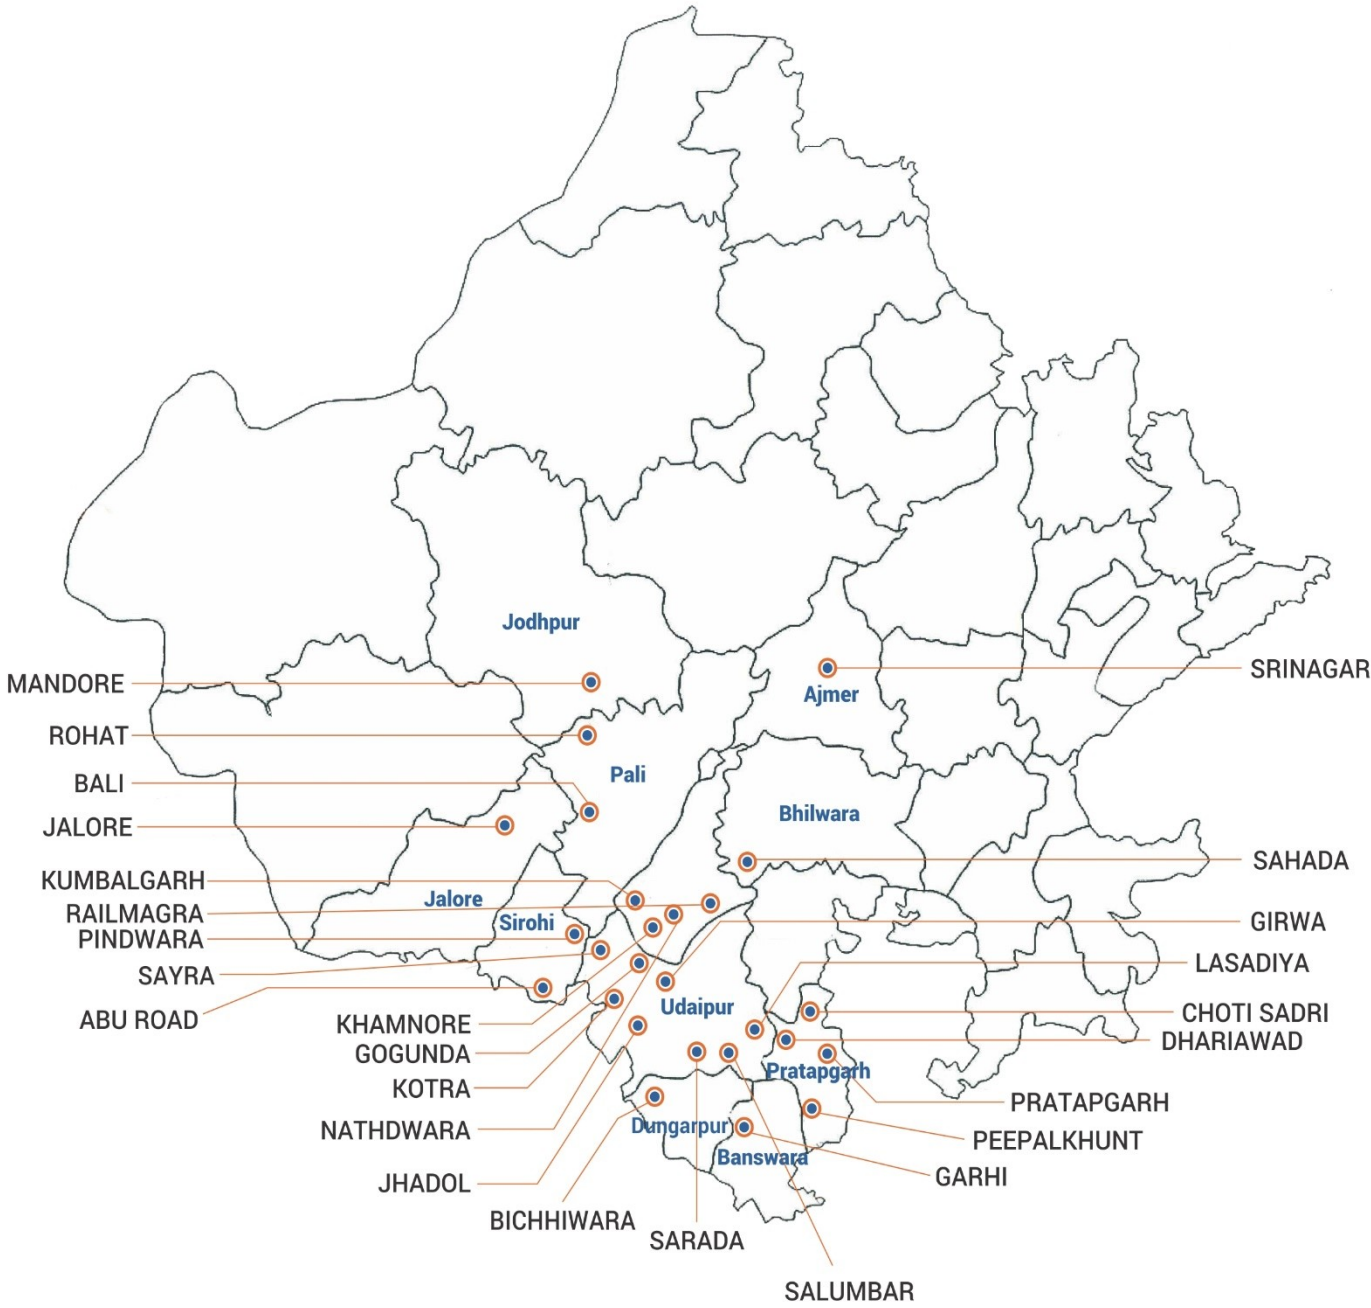 Jodhpur
MANDORE
SRINAGAR
Ajmer
ROHAT
Pali
BALI
Bhilwara
JALORE
SAHADA
KUMBALGARH
Jalore
RAILMAGRA
Sirohi
GIRWA
PINDWARA
LASADIYA
SAYRA
Udaipur
CHOTI SADRI
ABU ROAD
KHAMNORE
DHARIAWAD
GOGUNDA
Pratapgarh
KOTRA
PRATAPGARH
NATHDWARA
Dungarpur
PEEPALKHUNT
Banswara
GARHI
JHADOL
BICHHIWARA
SARADA
SALUMBAR